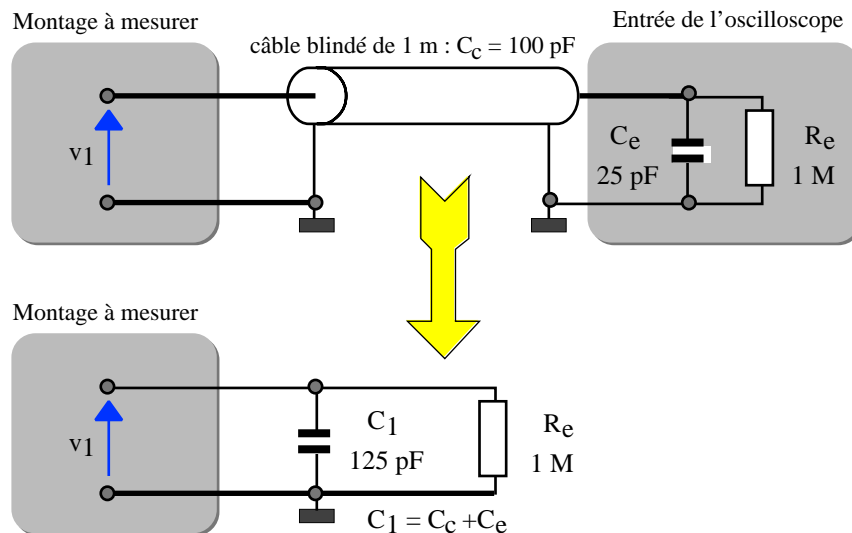 Montage à mesurer
Entrée de l'oscilloscope
câble blindé de 1 m : Cc = 100 pF
v1
Ce
25 pF
Re
1 M
Montage à mesurer
v1
C1
125 pF
Re
1 M
C1 = Cc +Ce